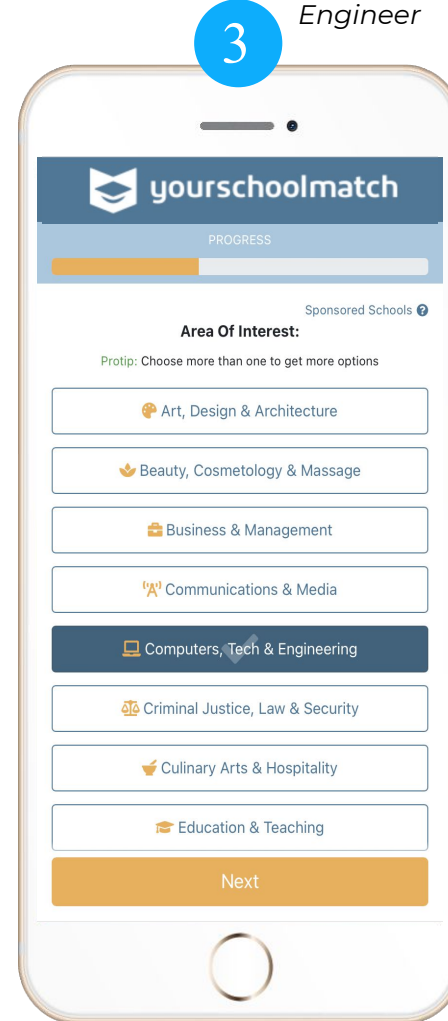 Engineer
3
yourschoolmatch
PROGRESS
Sponsored Schools
Area Of Interest:
Protip: Choose more than one to get more options
Art, Design & Architecture
Beauty, Cosmetology & Massage
Business & Management
Communications & Media
Computers, Tech & Engineering
Criminal Justice, Law & Security
Culinary Arts & Hospitality
Education & Teaching
Next